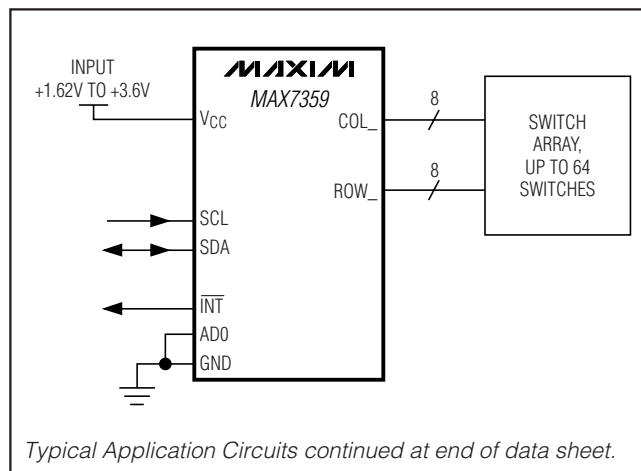 INPUT
+1.62V TO +3.6V
MAXIM
MAX7359
VCC
COL_
8
ROW_
8
SWITCH
ARRAY,
UP TO 64
SWITCHES
SCL
SDA
INT
AD0
GND
Typical Application Circuits continued at end of data sheet.